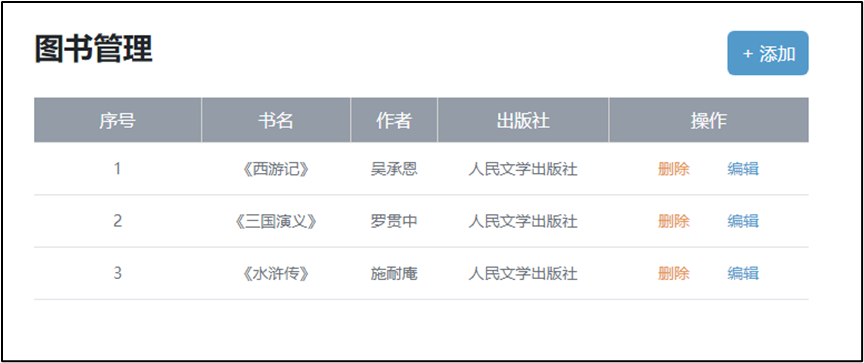 图书管理
+ 添加
序号 书名 作者 出版社 操作
1 《西游记》 吴承恩 人民文学出版社 删除 编辑
2 《三国演义》 罗贯中 人民文学出版社 删除 编辑
3 《水浒传》 施耐庵 人民文学出版社 删除 编辑